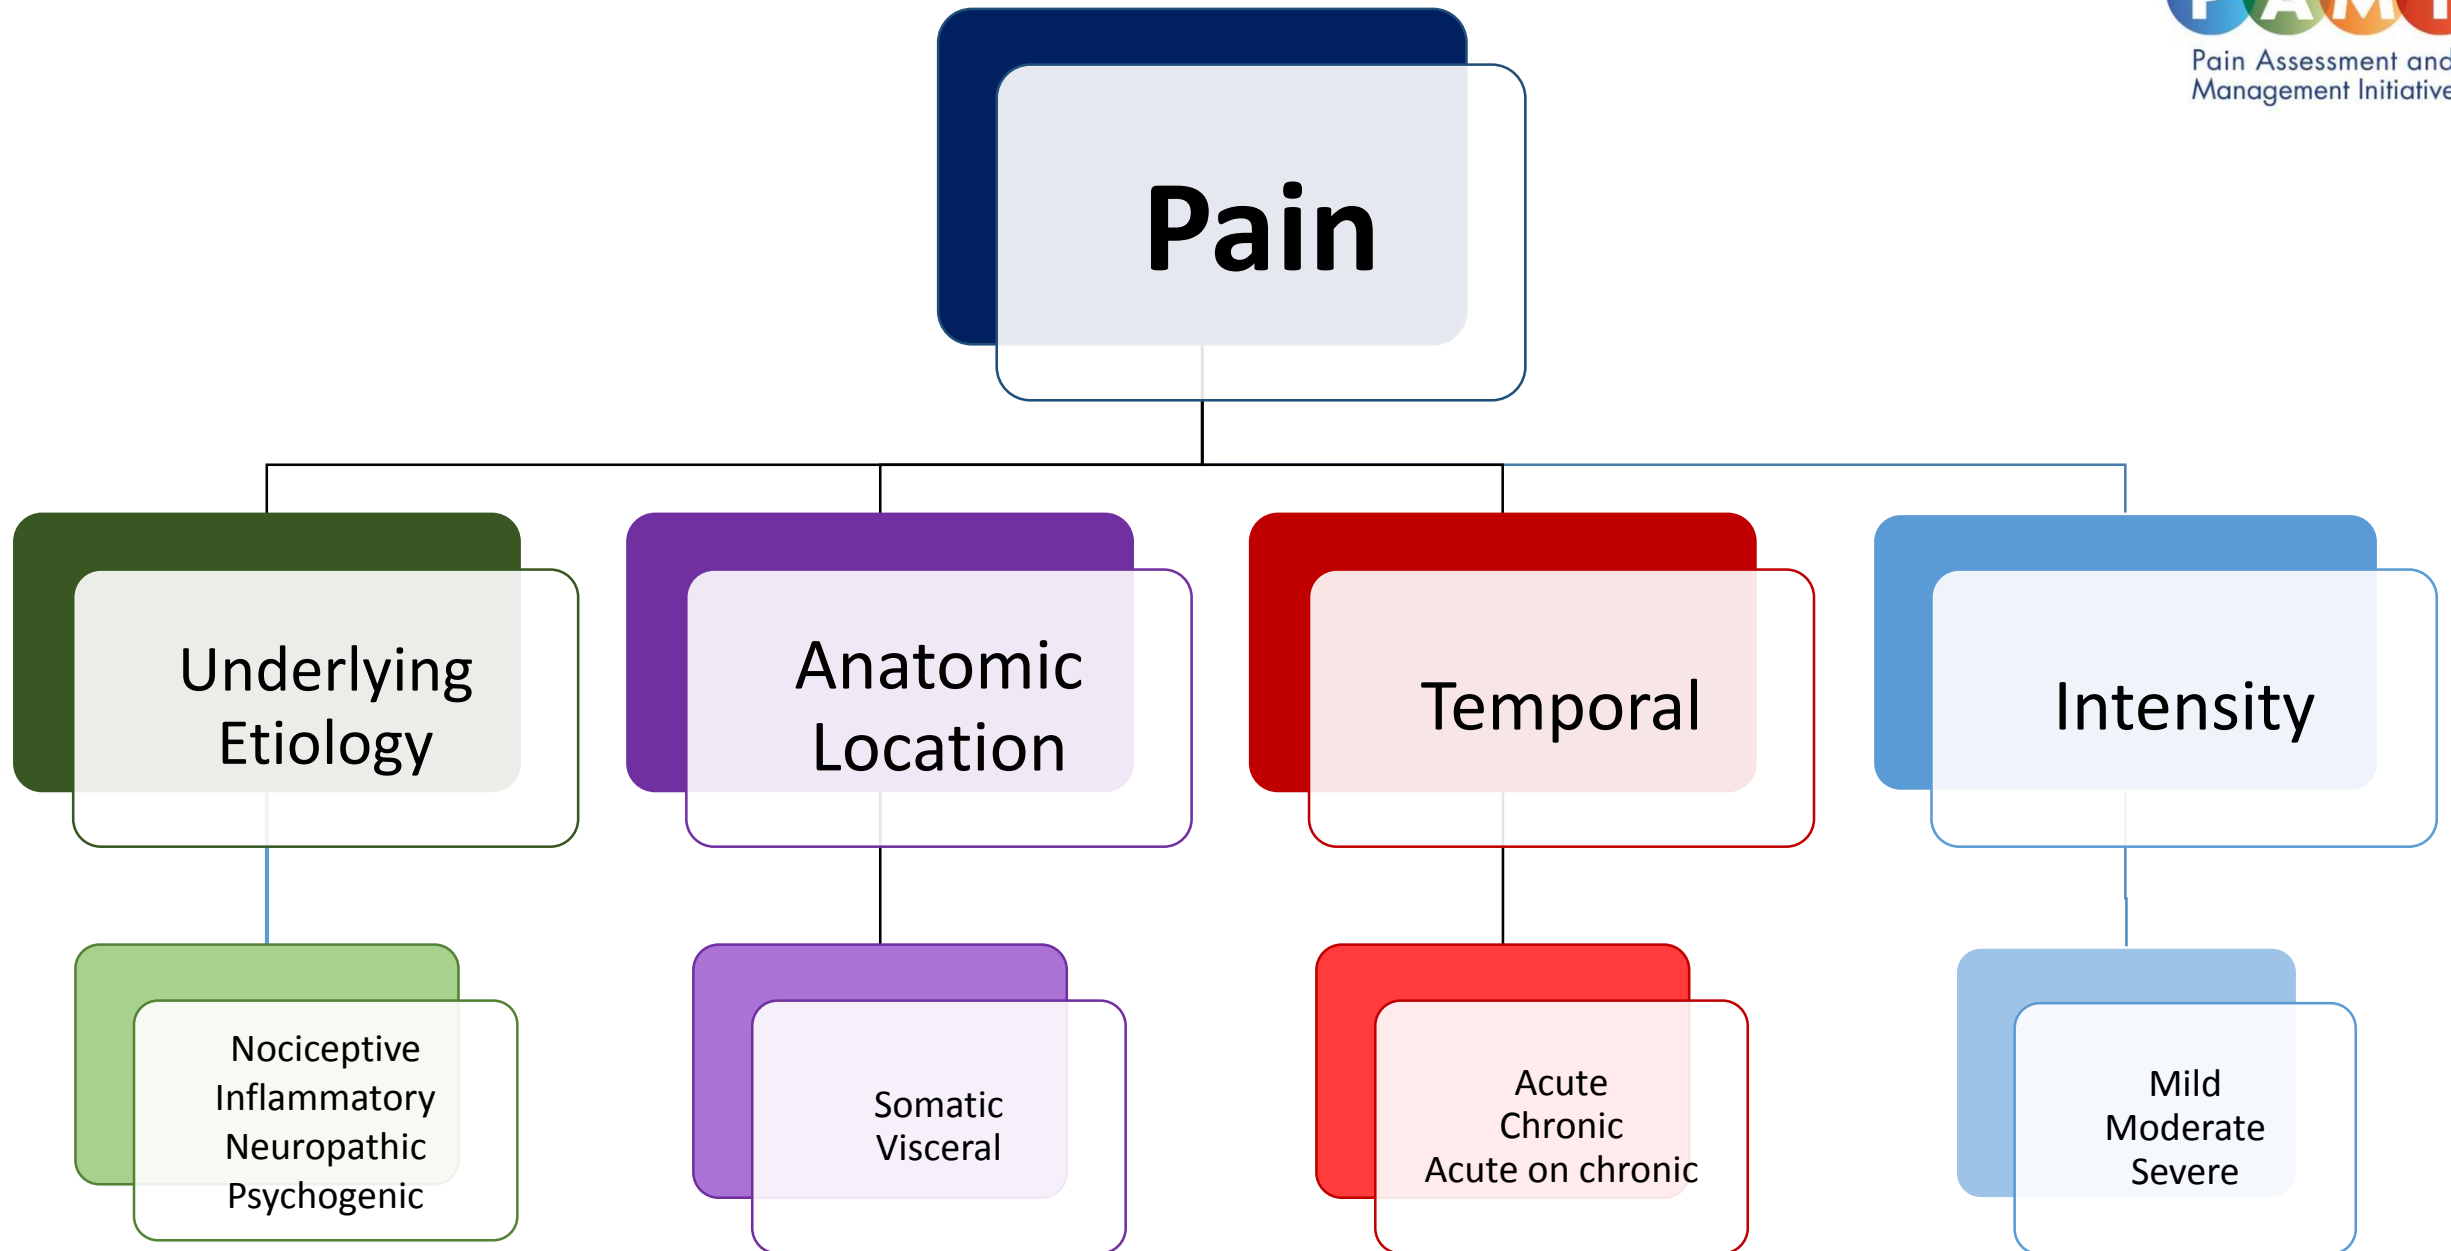 PAMI
Pain Assessment and
Management Initiative
Pain
Underlying
Etiology
Anatomic
Location
Temporal
Intensity
Nociceptive
Inflammatory
Neuropathic
Psychogenic
Somatic
Visceral
Acute
Chronic
Acute on chronic
Mild
Moderate
Severe